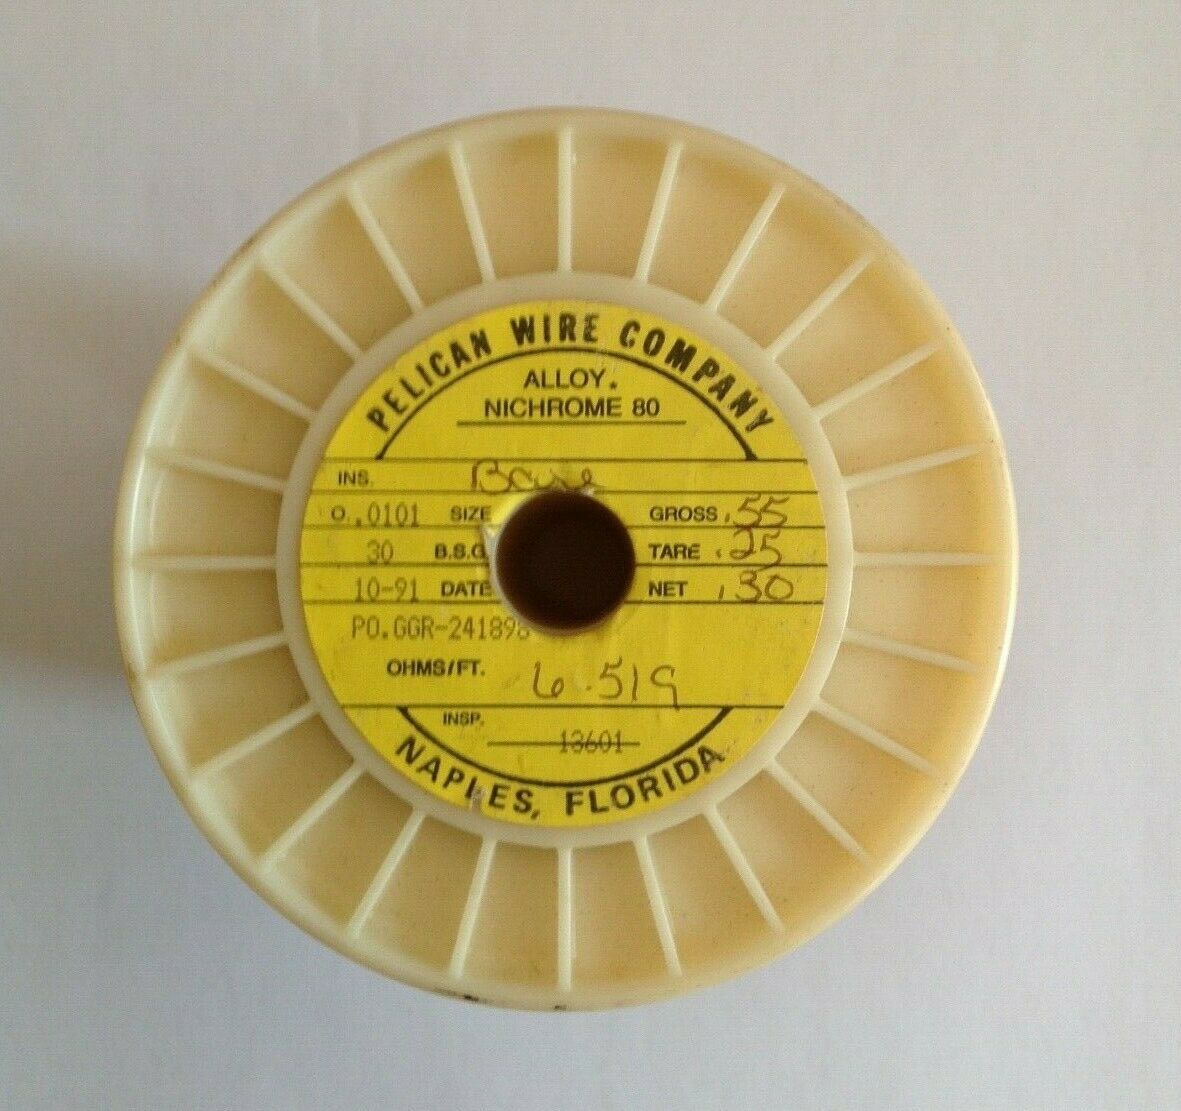 PELICAN WIRE COMPANY
ALLOY.
NICHROME 80
INS. Bare
O .0101 SIZE GROSS .55
30 B.S.G TARE .25
10-91 DATE NET .30
PO.GGR-241898
OHMS/FT. 6.519
INSP. 13601
NAPLES, FLORIDA